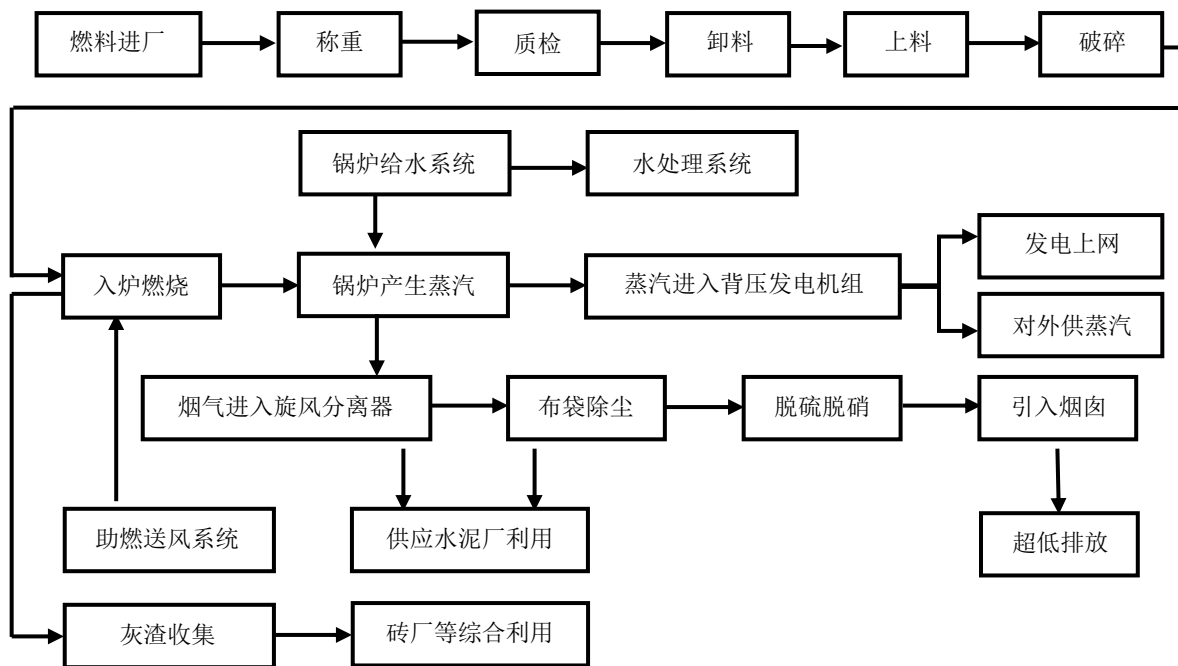 燃料进厂
称重
质检
卸料
上料
破碎
锅炉给水系统
水处理系统
入炉燃烧
锅炉产生蒸汽
蒸汽进入背压发电机组
发电上网
对外供蒸汽
烟气进入旋风分离器
布袋除尘
脱硫脱硝
引入烟囱
助燃送风系统
供应水泥厂利用
超低排放
灰渣收集
砖厂等综合利用